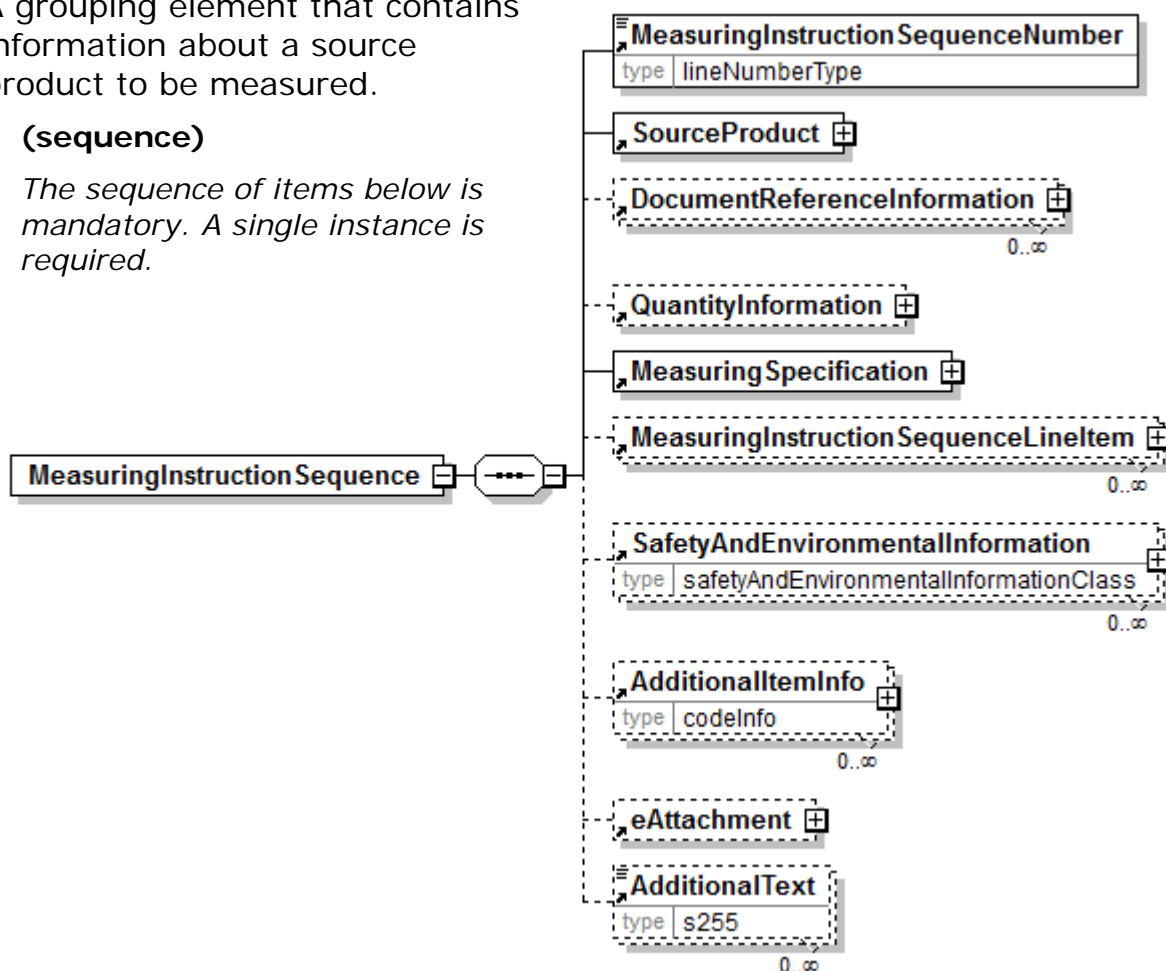 A grouping element that contains
information about a source
product to be measured.
(sequence)
The sequence of items below is
mandatory. A single instance is
required.
MeasuringInstructionSequence
MeasuringInstructionSequenceNumber
type lineNumberType
SourceProduct
DocumentReferenceInformation
0..∞
QuantityInformation
MeasuringSpecification
MeasuringInstructionSequenceLineItem
0..∞
SafetyAndEnvironmentalInformation
type safetyAndEnvironmentalInformationClass
0..∞
AdditionalItemInfo
type codeInfo
0..∞
eAttachment
AdditionalText
type s255
0..∞